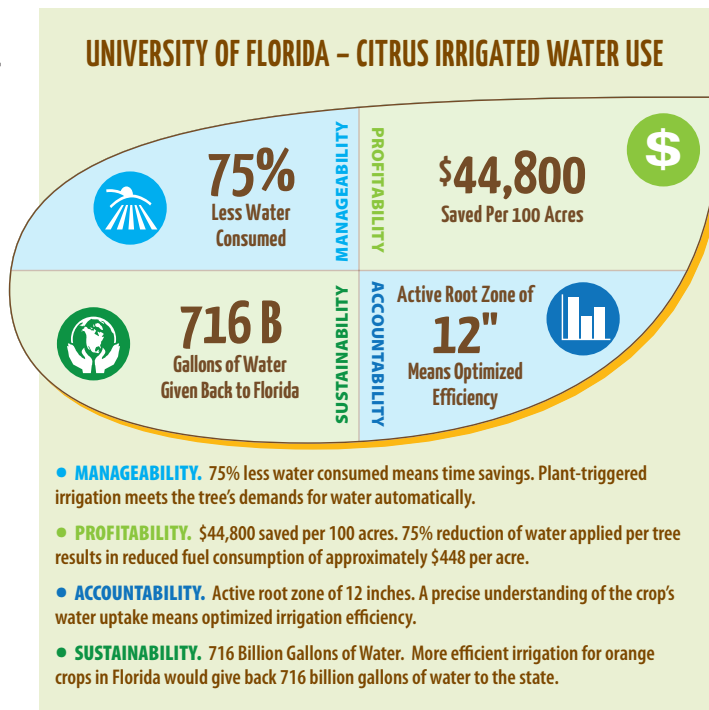 UNIVERSITY OF FLORIDA – CITRUS IRRIGATED WATER USE
75%
Less Water
Consumed
MANAGEABILITY
PROFITABILITY
$44,800
Saved Per 100 Acres
$
716 B
Gallons of Water
Given Back to Florida
SUSTAINABILITY
ACCOUNTABILITY
Active Root Zone of
12"
Means Optimized
Efficiency
• MANAGEABILITY. 75% less water consumed means time savings. Plant-triggered
irrigation meets the tree's demands for water automatically.
• PROFITABILITY. $44,800 saved per 100 acres. 75% reduction of water applied per tree
results in reduced fuel consumption of approximately $448 per acre.
• ACCOUNTABILITY. Active root zone of 12 inches. A precise understanding of the crop's
water uptake means optimized irrigation efficiency.
• SUSTAINABILITY. 716 Billion Gallons of Water. More efficient irrigation for orange
crops in Florida would give back 716 billion gallons of water to the state.